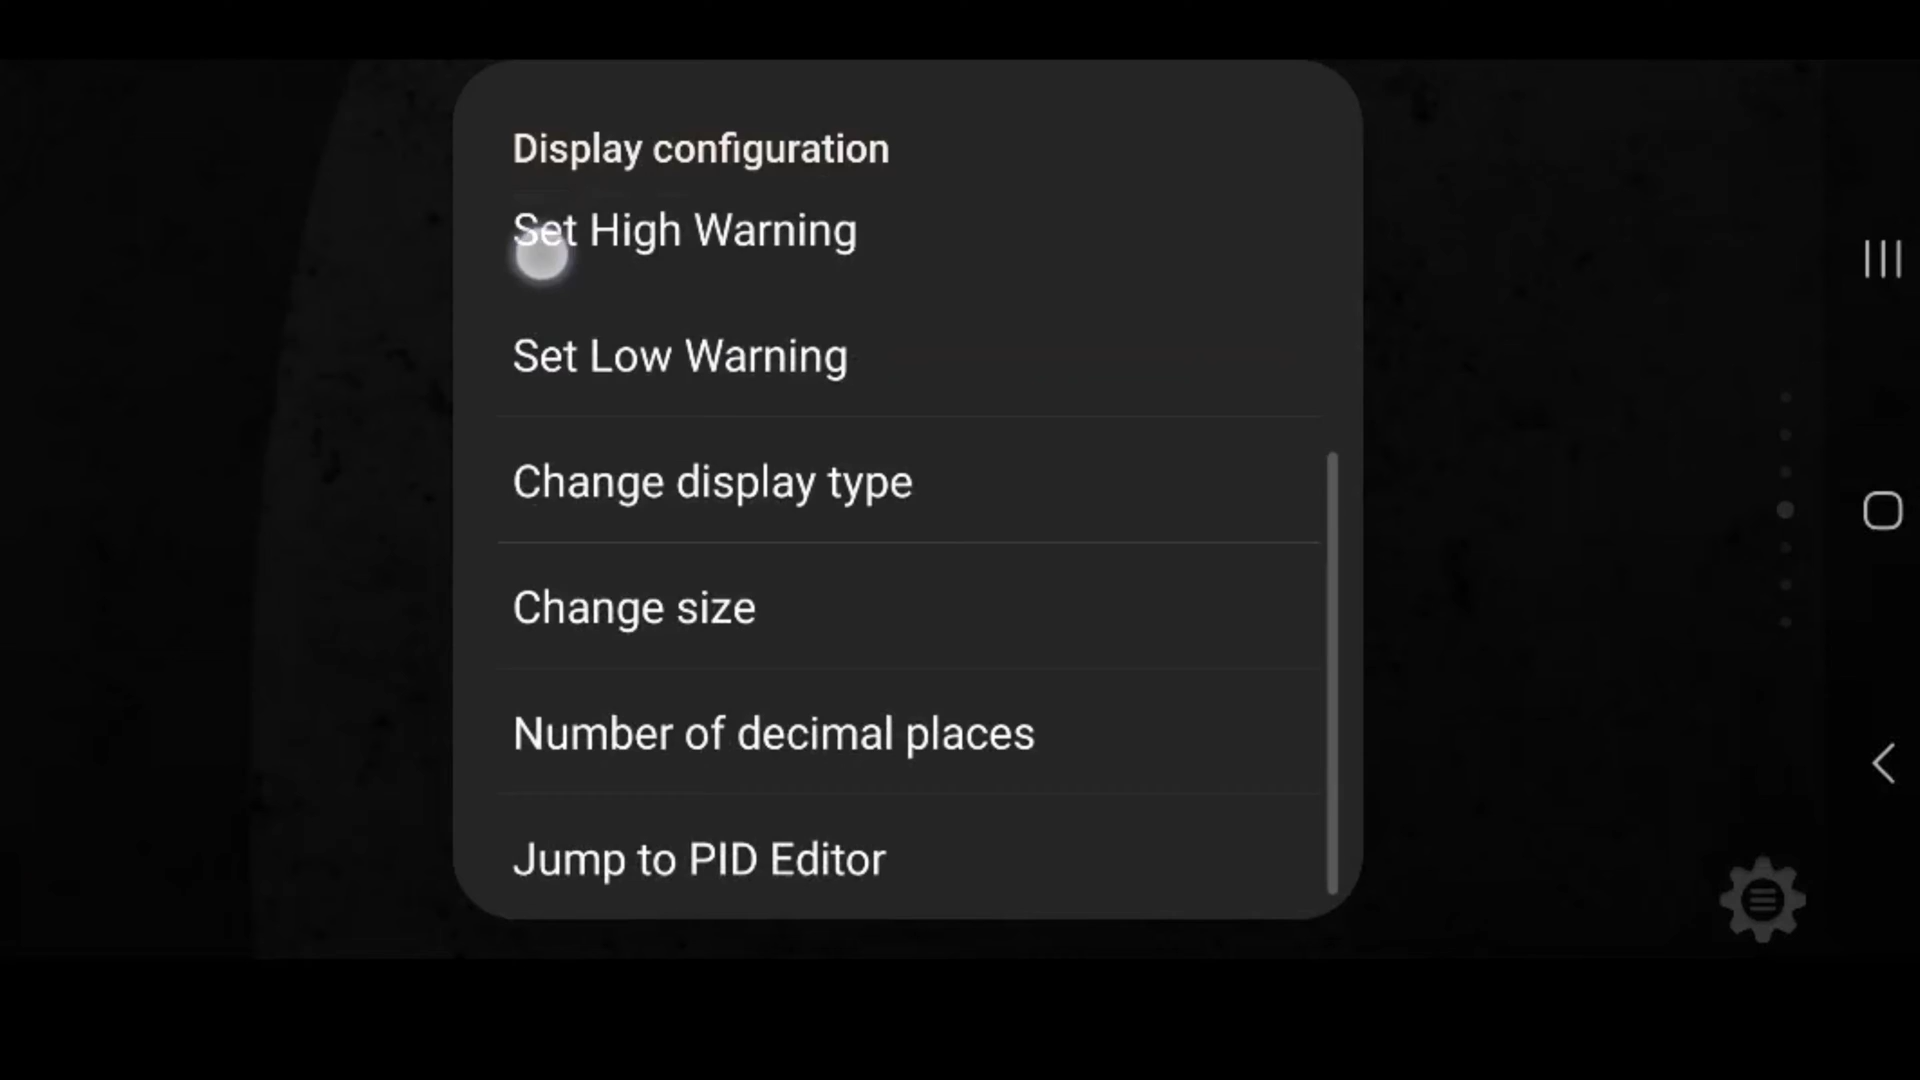 Display configuration
Set High Warning
Set Low Warning
Change display type
Change size
Number of decimal places
Jump to PID Editor